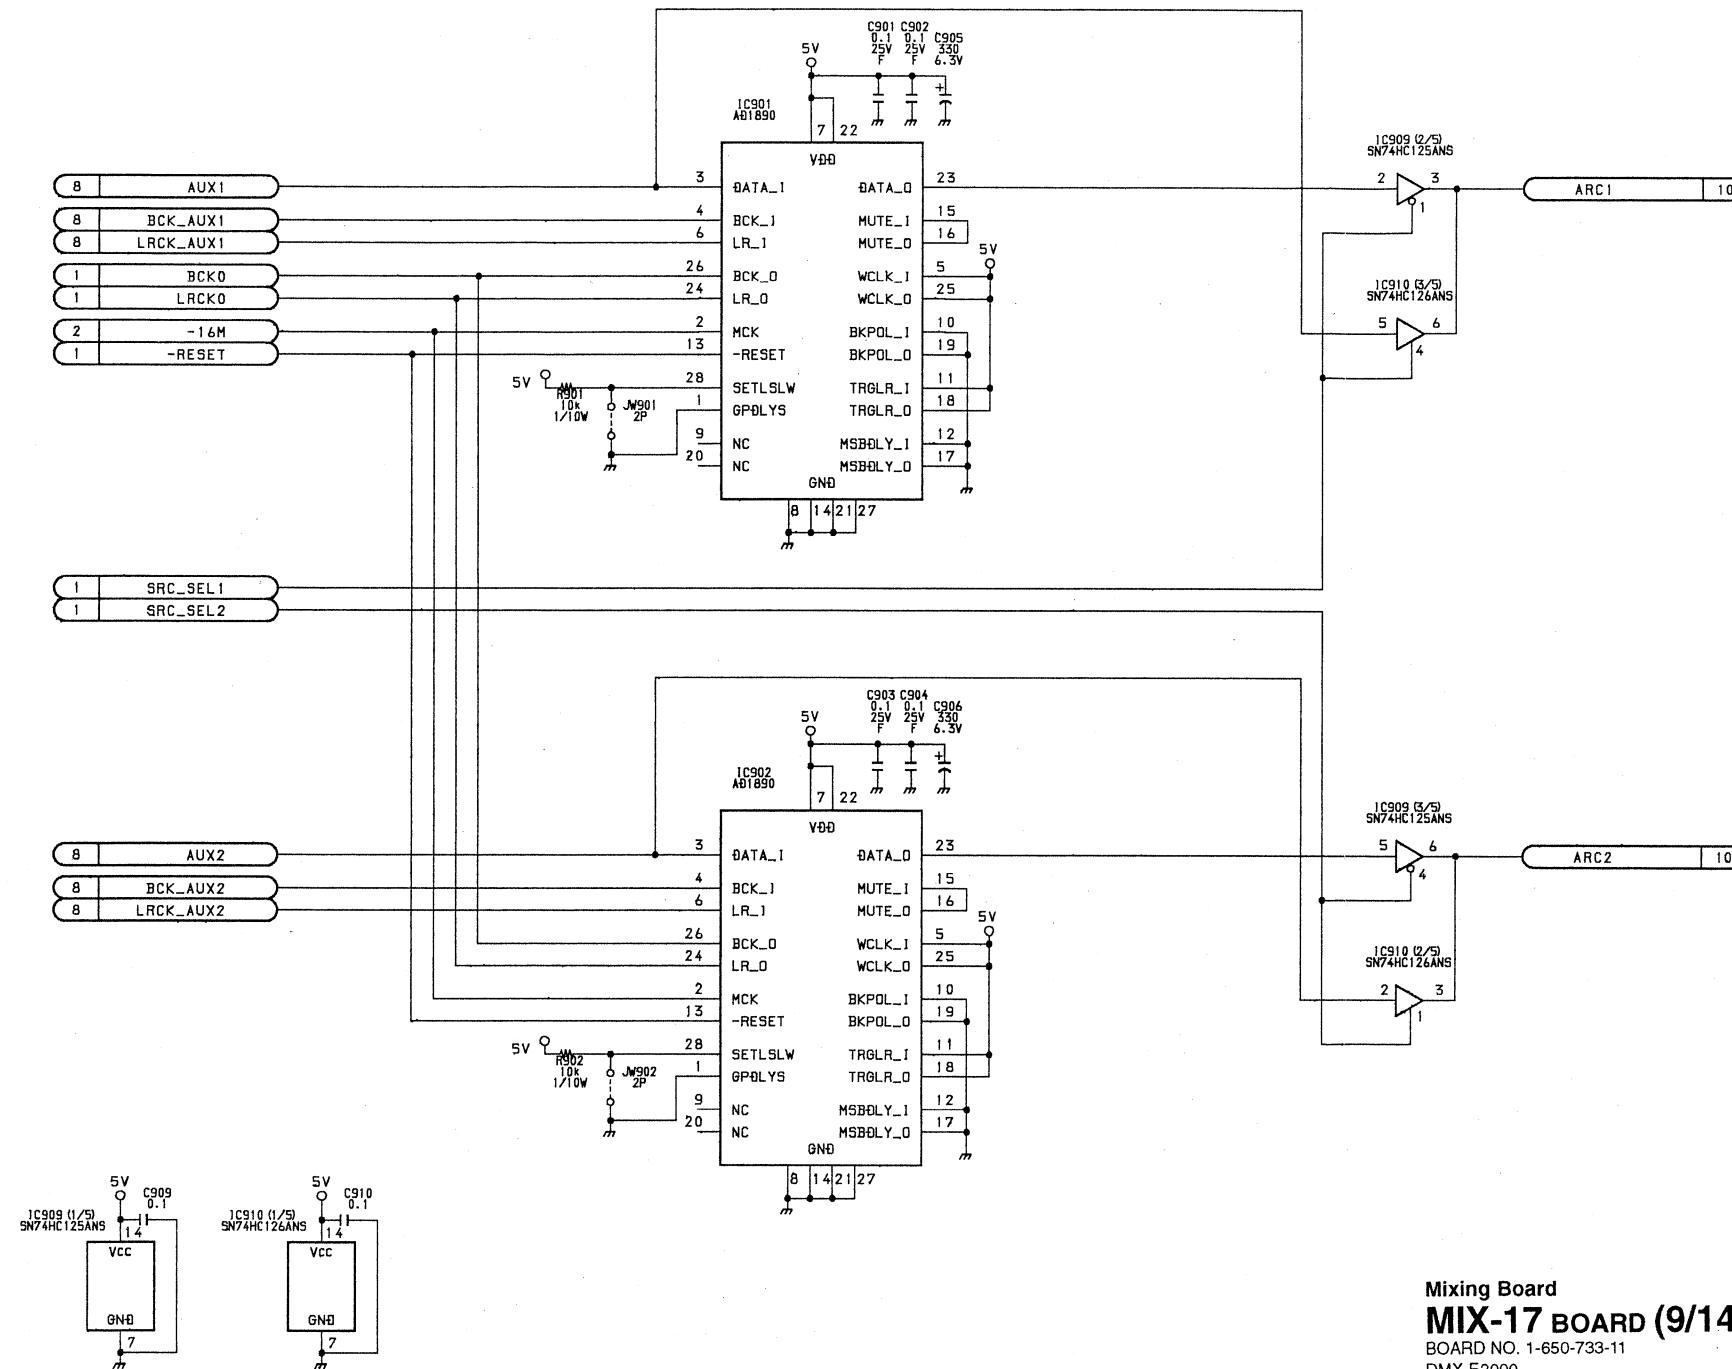 C901 C902
0.1 0.1 C905
25V 25V 330
F F 6.3V
5V
IC901
AD1890
7 22
VDD
IC909 (2/5)
SN74HC125ANS
8 AUX1
3 DATA_I DATA_O 23
2 3
1
ARC1 10
8 BCK_AUX1
4 BCK_I MUTE_I 15
8 LRCK_AUX1
6 LR_I MUTE_O 16
5V
1 BCKO
26 BCK_O WCLK_I 5
1 LRCKO
24 LR_O WCLK_O 25
IC910 (3/5)
SN74HC126ANS
2 -16M
2 MCK BKPOL_I 10
5 6
4
1 -RESET
13 -RESET BKPOL_O 19
5V
R901
10k
1/10W
JW901
2P
28 SETLSLW TRGLR_I 11
1 GPDLYS TRGLR_O 18
9 NC MSBDLY_I 12
20 NC MSBDLY_O 17
GND
8 14 21 27
1 SRC_SEL1
1 SRC_SEL2
C903 C904
0.1 0.1 C906
25V 25V 330
F F 6.3V
5V
IC902
AD1890
7 22
VDD
IC909 (3/5)
SN74HC125ANS
8 AUX2
3 DATA_I DATA_O 23
5 6
4
ARC2 10
8 BCK_AUX2
4 BCK_I MUTE_I 15
8 LRCK_AUX2
6 LR_I MUTE_O 16
5V
26 BCK_O WCLK_I 5
24 LR_O WCLK_O 25
IC910 (2/5)
SN74HC126ANS
2 MCK BKPOL_I 10
2 3
1
13 -RESET BKPOL_O 19
5V
R902
10k
1/10W
JW902
2P
28 SETLSLW TRGLR_I 11
1 GPDLYS TRGLR_O 18
9 NC MSBDLY_I 12
20 NC MSBDLY_O 17
GND
8 14 21 27
5V
C909
0.1
IC909 (1/5)
SN74HC125ANS
14
Vcc
GND
7
5V
C910
0.1
IC910 (1/5)
SN74HC126ANS
14
Vcc
GND
7
Mixing Board
MIX-17 BOARD (9/14
BOARD NO. 1-650-733-11